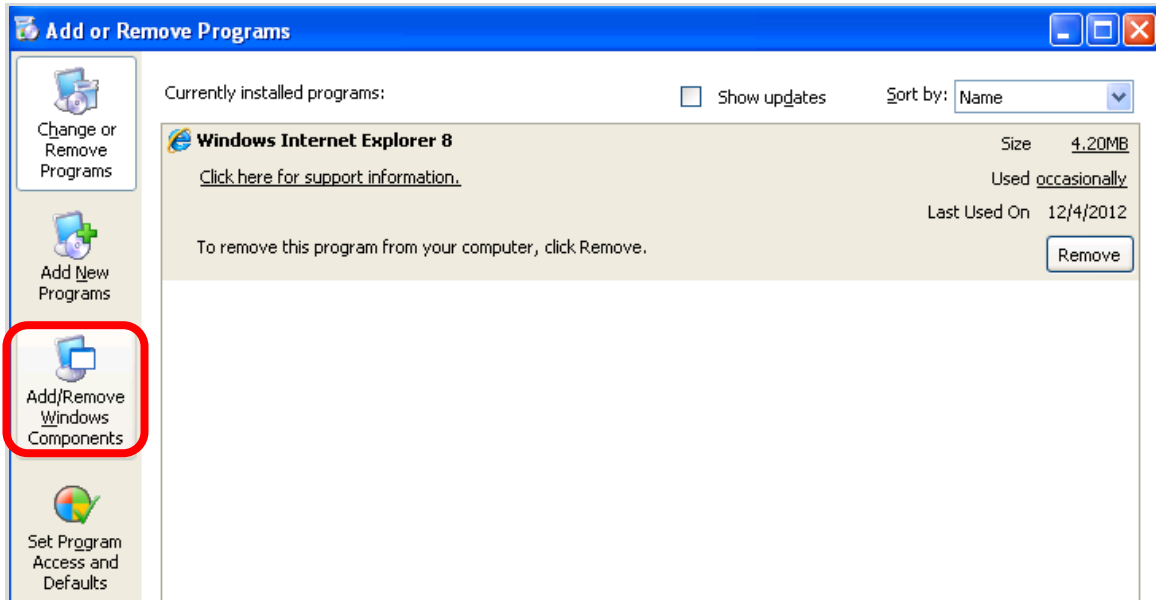 Add or Remove Programs
Change or
Remove
Programs
Add New
Programs
Add/Remove
Windows
Components
Set Program
Access and
Defaults
Currently installed programs:
Show updates
Sort by: Name
Windows Internet Explorer 8
Size 4.20MB
Click here for support information.
Used occasionally
Last Used On 12/4/2012
To remove this program from your computer, click Remove.
Remove